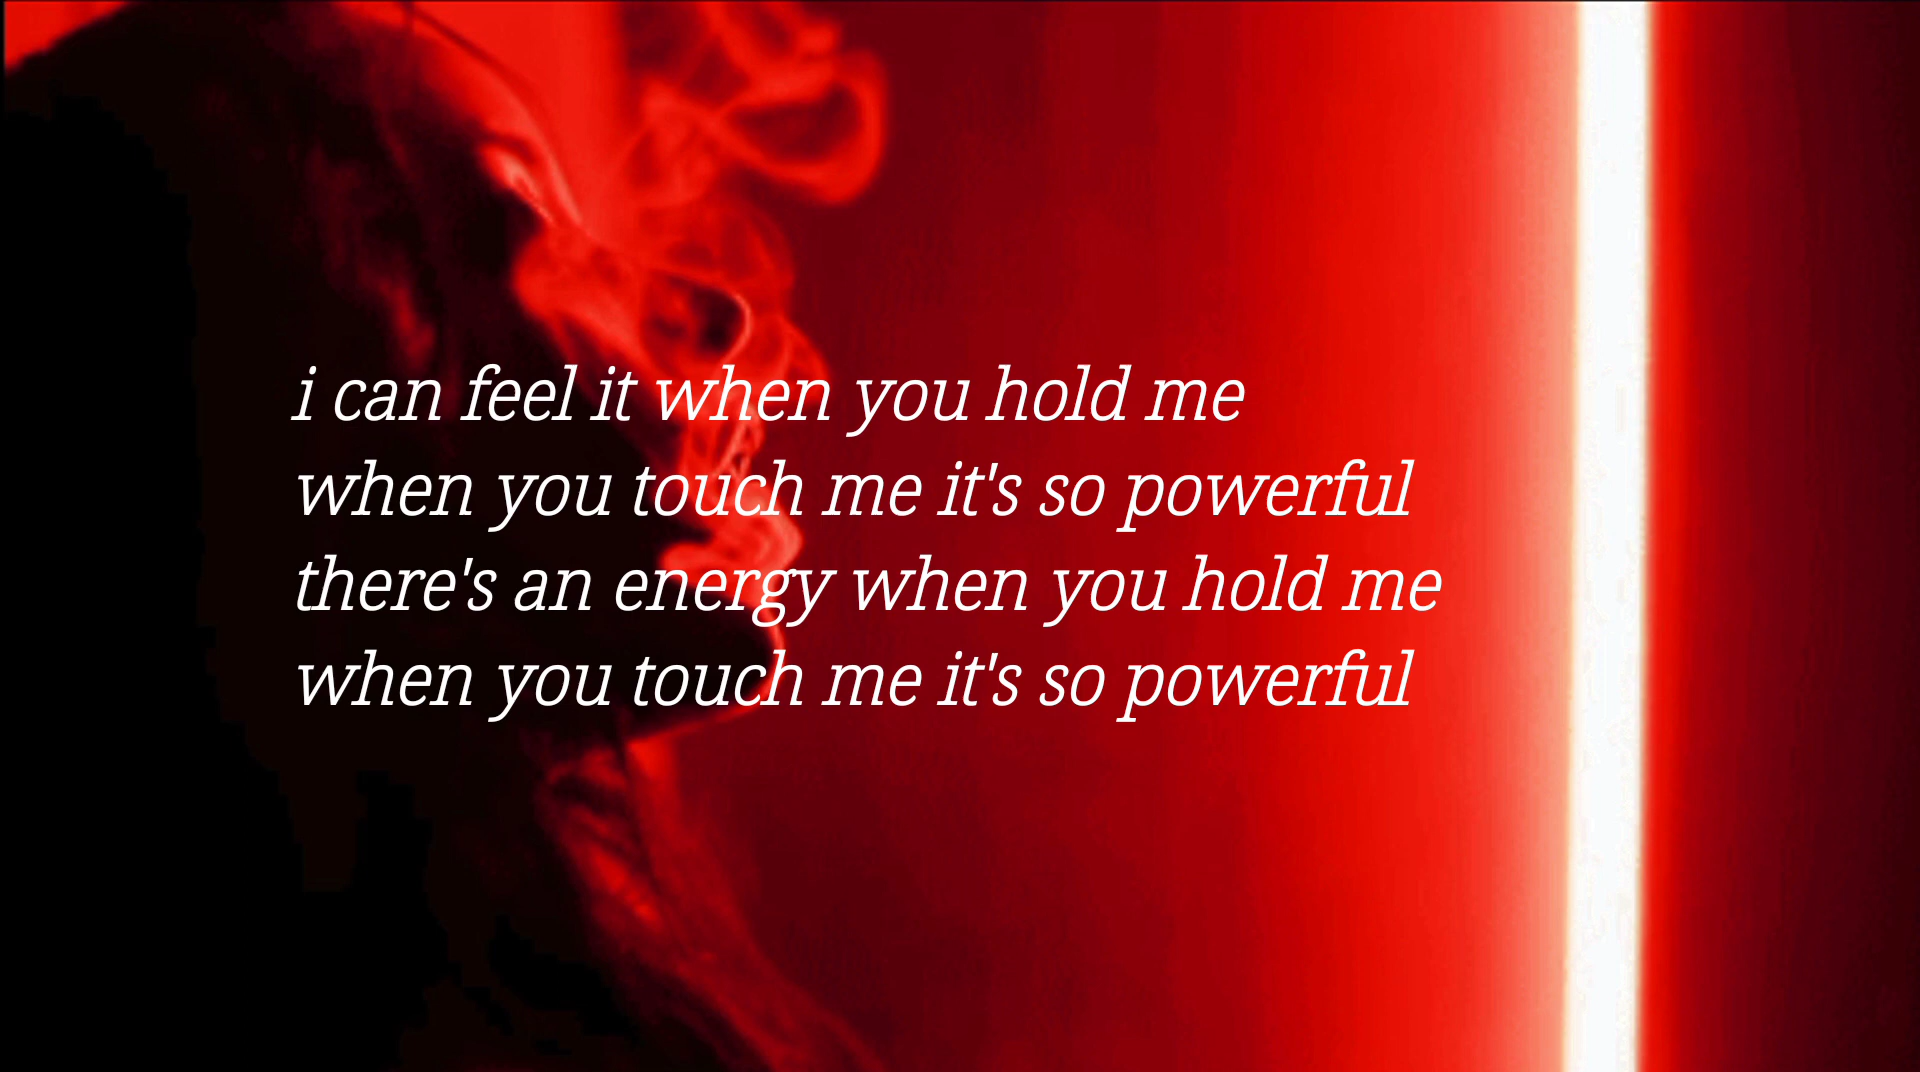 i can feel it when you hold me
when you touch me it's so powerful
there's an energy when you hold me
when you touch me it's so powerful